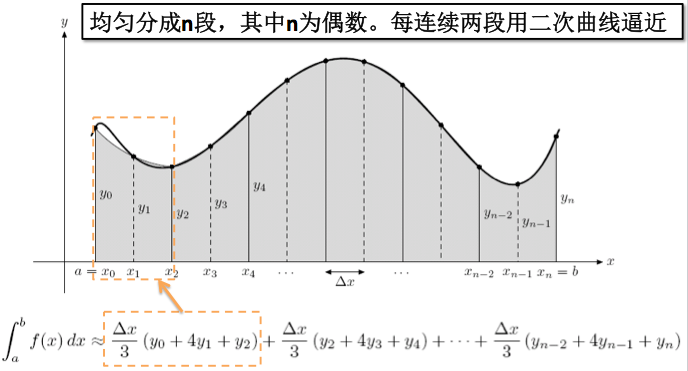 均匀分成n段，其中n为偶数。每连续两段用二次曲线逼近
y
y₀ y₁ y₂ y₃ y₄ yₙ₋₂ yₙ₋₁ yₙ
x
a = x₀ x₁ x₂ x₃ x₄ ··· ··· xₙ₋₂ xₙ₋₁ xₙ = b
Δx
∫ₐᵇ f(x) dx ≈ Δx/3 (y₀ + 4y₁ + y₂) + Δx/3 (y₂ + 4y₃ + y₄) + ··· + Δx/3 (yₙ₋₂ + 4yₙ₋₁ + yₙ)